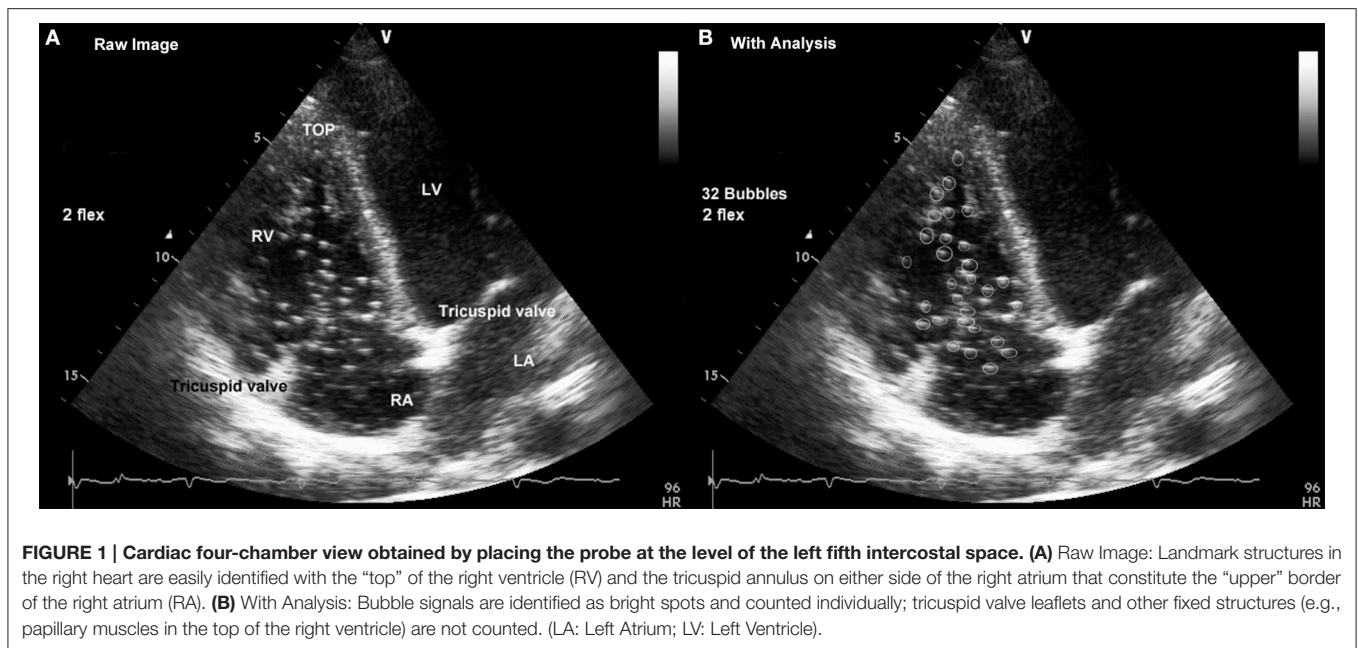 A
Raw Image
V
TOP
5
LV
2 flex
RV
10
Tricuspid valve
LA
15
Tricuspid valve
RA
96
HR
B
With Analysis
V
5
32 Bubbles
2 flex
10
15
96
HR
FIGURE 1 | Cardiac four-chamber view obtained by placing the probe at the level of the left fifth intercostal space. (A) Raw Image: Landmark structures in
the right heart are easily identified with the “top” of the right ventricle (RV) and the tricuspid annulus on either side of the right atrium that constitute the “upper” border
of the right atrium (RA). (B) With Analysis: Bubble signals are identified as bright spots and counted individually; tricuspid valve leaflets and other fixed structures (e.g.,
papillary muscles in the top of the right ventricle) are not counted. (LA: Left Atrium; LV: Left Ventricle).